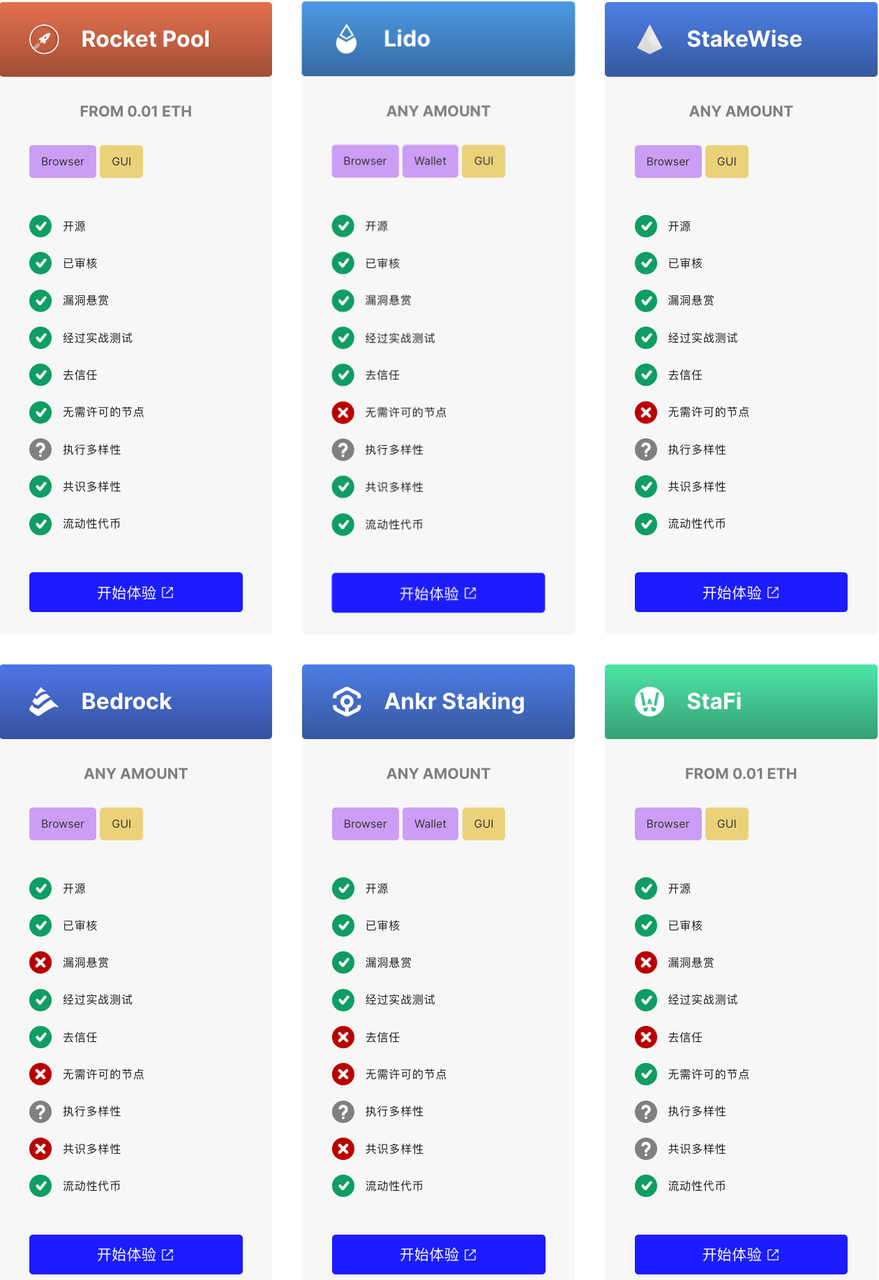 Rocket Pool
FROM 0.01 ETH
Browser GUI
开源
已审核
漏洞悬赏
经过实战测试
去信任
无需许可的节点
执行多样性
共识多样性
流动性代币
开始体验
Lido
ANY AMOUNT
Browser Wallet GUI
开源
已审核
漏洞悬赏
经过实战测试
去信任
无需许可的节点
执行多样性
共识多样性
流动性代币
开始体验
StakeWise
ANY AMOUNT
Browser GUI
开源
已审核
漏洞悬赏
经过实战测试
去信任
无需许可的节点
执行多样性
共识多样性
流动性代币
开始体验
Bedrock
ANY AMOUNT
Browser GUI
开源
已审核
漏洞悬赏
经过实战测试
去信任
无需许可的节点
执行多样性
共识多样性
流动性代币
开始体验
Ankr Staking
ANY AMOUNT
Browser Wallet GUI
开源
已审核
漏洞悬赏
经过实战测试
去信任
无需许可的节点
执行多样性
共识多样性
流动性代币
开始体验
StaFi
FROM 0.01 ETH
Browser GUI
开源
已审核
漏洞悬赏
经过实战测试
去信任
无需许可的节点
执行多样性
共识多样性
流动性代币
开始体验